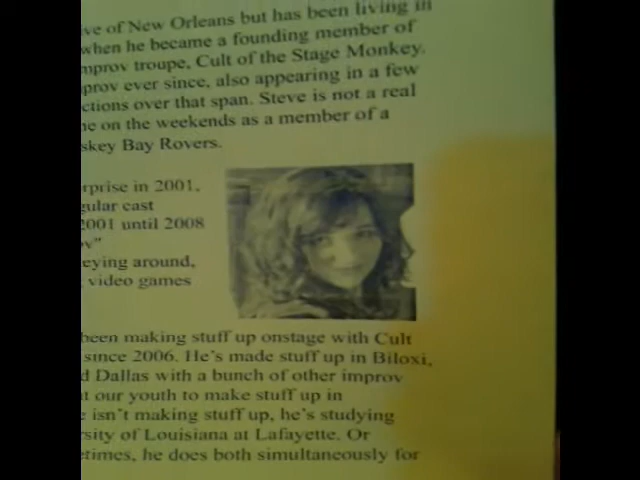 ve of New Orleans but has been living in
when he became a founding member of
mprov troupe, Cult of the Stage Monkey.
prov ever since, also appearing in a few
ctions over that span. Steve is not a real
ne on the weekends as a member of a
skey Bay Rovers.
rprise in 2001,
gular cast
2001 until 2008
v"
eying around,
video games
been making stuff up onstage with Cult
since 2006. He's made stuff up in Biloxi,
d Dallas with a bunch of other improv
t our youth to make stuff up in
e isn't making stuff up, he's studying
sity of Louisiana at Lafayette. Or
etimes, he does both simultaneously for